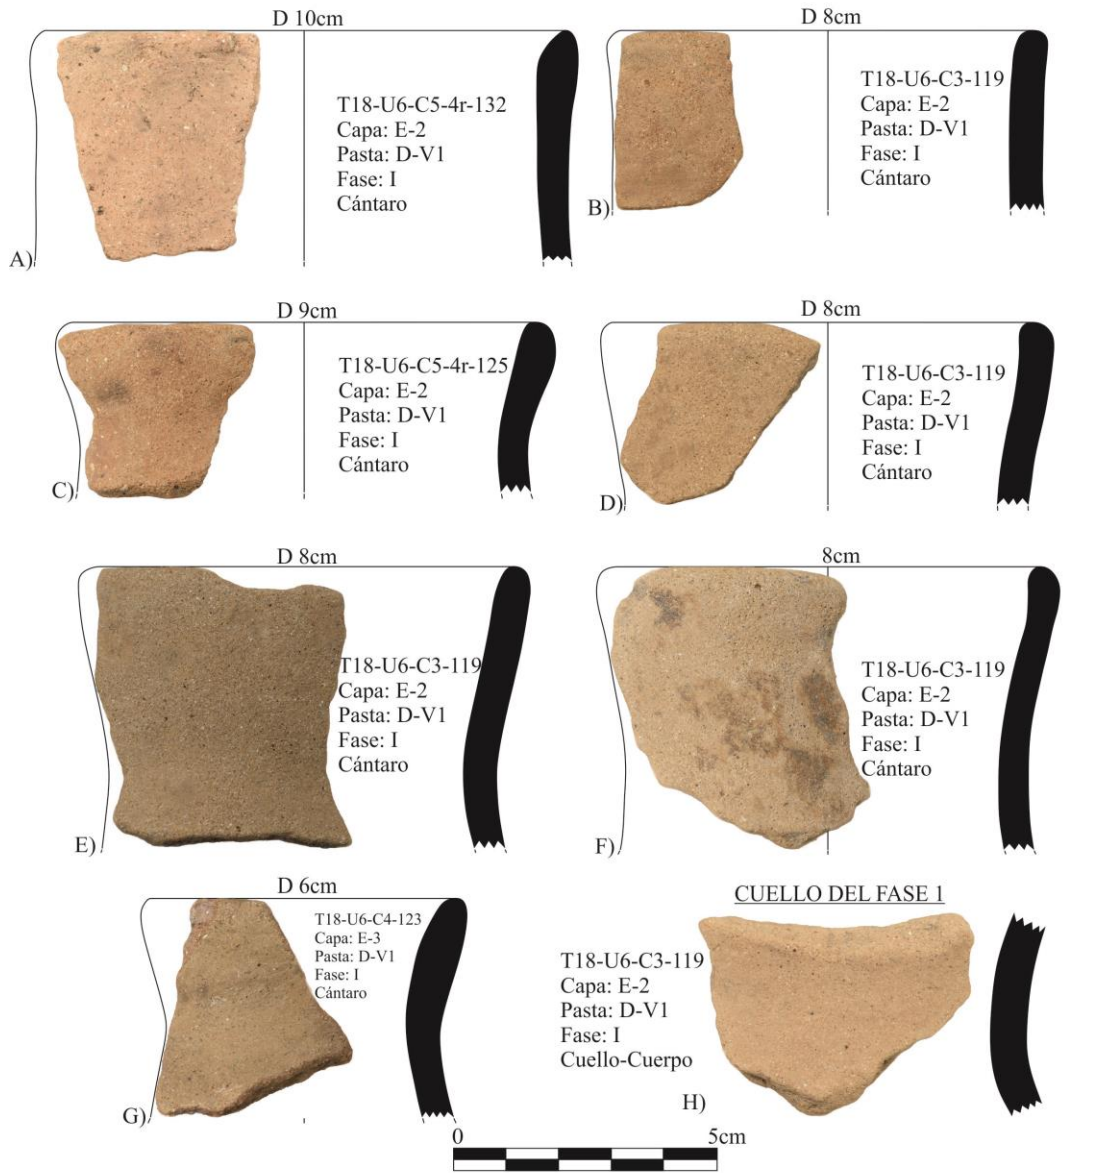 D 10cm
T18-U6-C5-4r-132
Capa: E-2
Pasta: D-V1
Fase: I
Cántaro
A)
D 8cm
T18-U6-C3-119
Capa: E-2
Pasta: D-V1
Fase: I
Cántaro
B)
D 9cm
T18-U6-C5-4r-125
Capa: E-2
Pasta: D-V1
Fase: I
Cántaro
C)
D 8cm
T18-U6-C3-119
Capa: E-2
Pasta: D-V1
Fase: I
Cántaro
D)
D 8cm
T18-U6-C3-119
Capa: E-2
Pasta: D-V1
Fase: I
Cántaro
E)
8cm
T18-U6-C3-119
Capa: E-2
Pasta: D-V1
Fase: I
Cántaro
F)
D 6cm
T18-U6-C4-123
Capa: E-3
Pasta: D-V1
Fase: I
Cántaro
G)
CUELLO DEL FASE 1
T18-U6-C3-119
Capa: E-2
Pasta: D-V1
Fase: I
Cuello-Cuerpo
H)
0 5cm